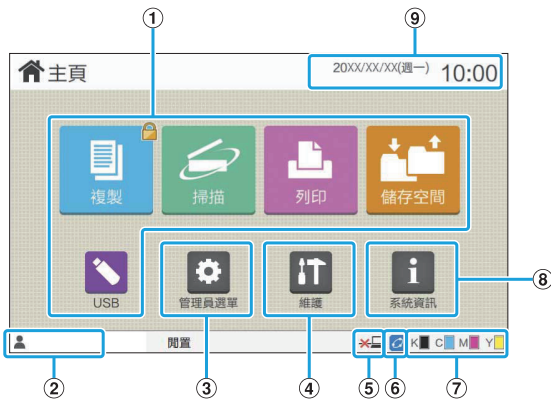 ① ⑨
主頁 20XX/XX/XX(週一) 10:00
複製 掃描 列印 儲存空間
USB 管理員選單 維護 系統資訊 ⑧
閒置 K C M Y
② ③ ④ ⑤ ⑥ ⑦